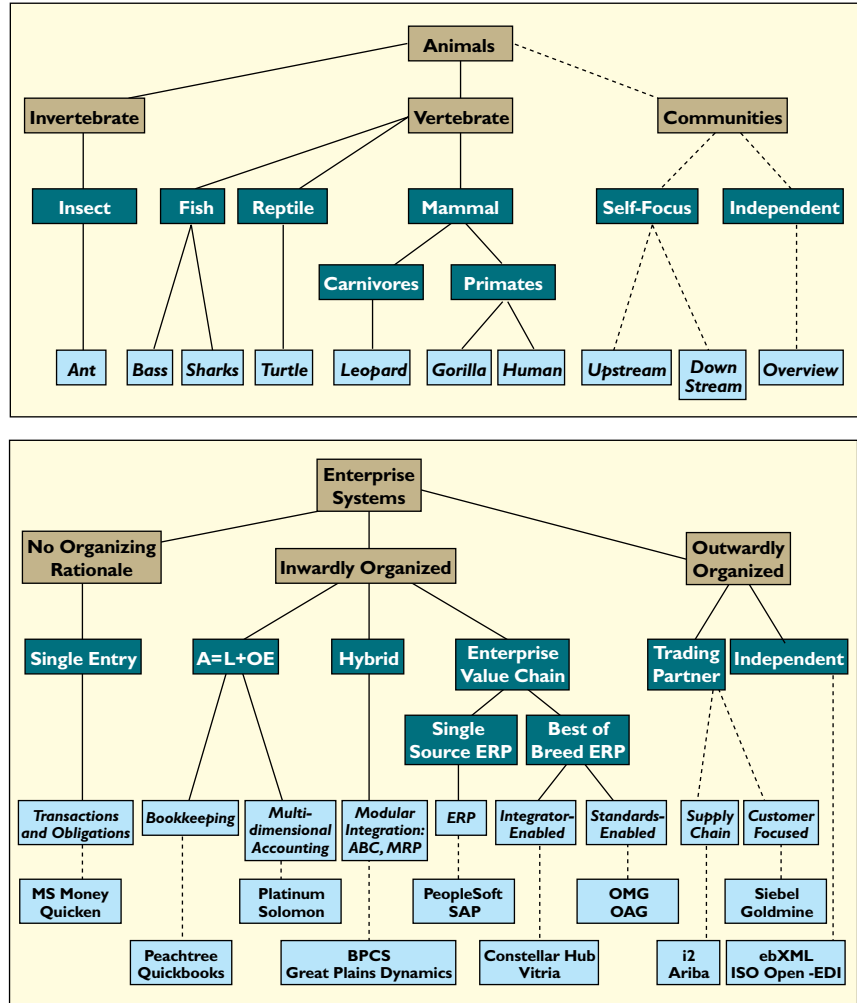 Animals
Invertebrate
Vertebrate
Communities
Insect
Fish
Reptile
Mammal
Self-Focus
Independent
Carnivores
Primates
Ant
Bass
Sharks
Turtle
Leopard
Gorilla
Human
Upstream
Down
Stream
Overview
Enterprise
Systems
No Organizing
Rationale
Inwardly Organized
Outwardly
Organized
Single Entry
A=L+OE
Hybrid
Enterprise
Value Chain
Trading
Partner
Independent
Single
Source ERP
Best of
Breed ERP
Transactions
and Obligations
Bookkeeping
Multi-
dimensional
Accounting
Modular
Integration:
ABC, MRP
ERP
Integrator-
Enabled
Standards-
Enabled
Supply
Chain
Customer
Focused
MS Money
Quicken
Platinum
Solomon
PeopleSoft
SAP
OMG
OAG
Siebel
Goldmine
Peachtree
Quickbooks
BPCS
Great Plains Dynamics
Constellar Hub
Vitria
i2
Ariba
ebXML
ISO Open -EDI